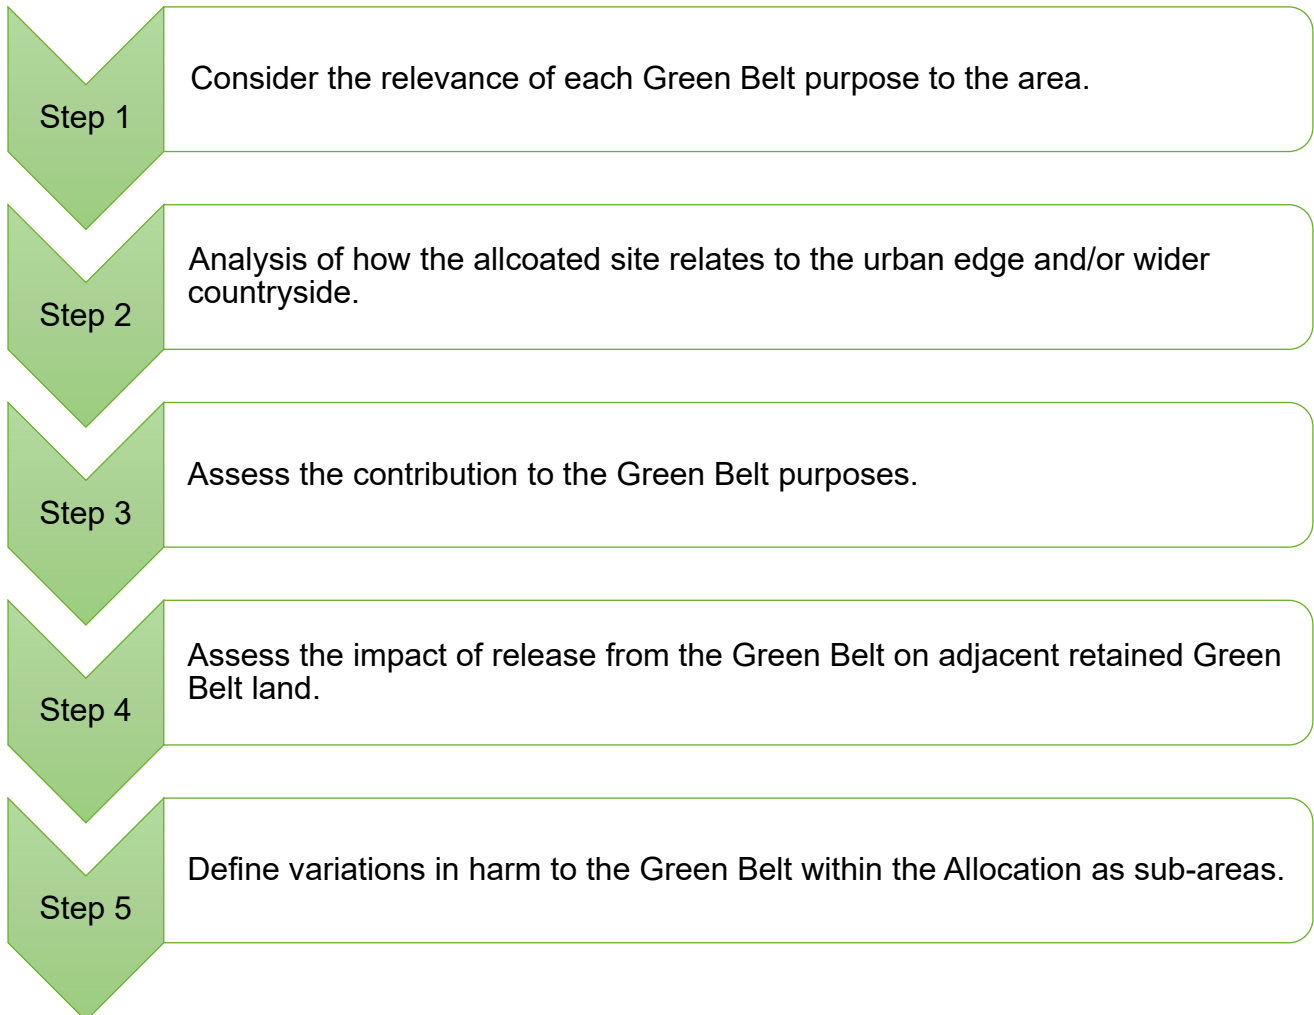 Step 1
Consider the relevance of each Green Belt purpose to the area.
Step 2
Analysis of how the allcoated site relates to the urban edge and/or wider
countryside.
Step 3
Assess the contribution to the Green Belt purposes.
Step 4
Assess the impact of release from the Green Belt on adjacent retained Green
Belt land.
Step 5
Define variations in harm to the Green Belt within the Allocation as sub-areas.